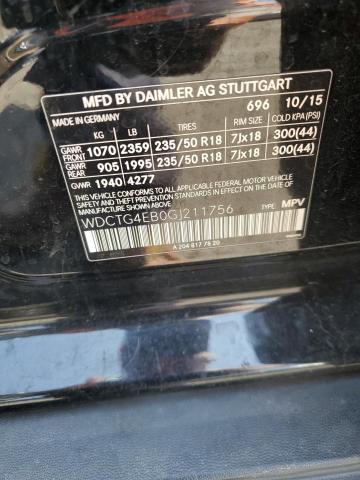 MFD BY DAIMLER AG STUTTGART
MADE IN GERMANY 696 10/15
KG LB TIRES RIM SIZE COLD KPA(PSI)
GAWR FRONT 1070 2359 235/50 R18 7Jx18 300(44)
GAWR REAR 905 1995 235/50 R18 7Jx18 300(44)
GVWR 1940 4277
THIS VEHICLE CONFORMS TO ALL APPLICABLE FEDERAL MOTOR VEHICLE
SAFETY, BUMPER, AND THEFT PREVENTION STANDARDS IN EFFECT ON THE DATE
OF MANUFACTURE SHOWN ABOVE.
WDCTG4EB0GJ211756 TYPE: MPV
A 204 817 76 20